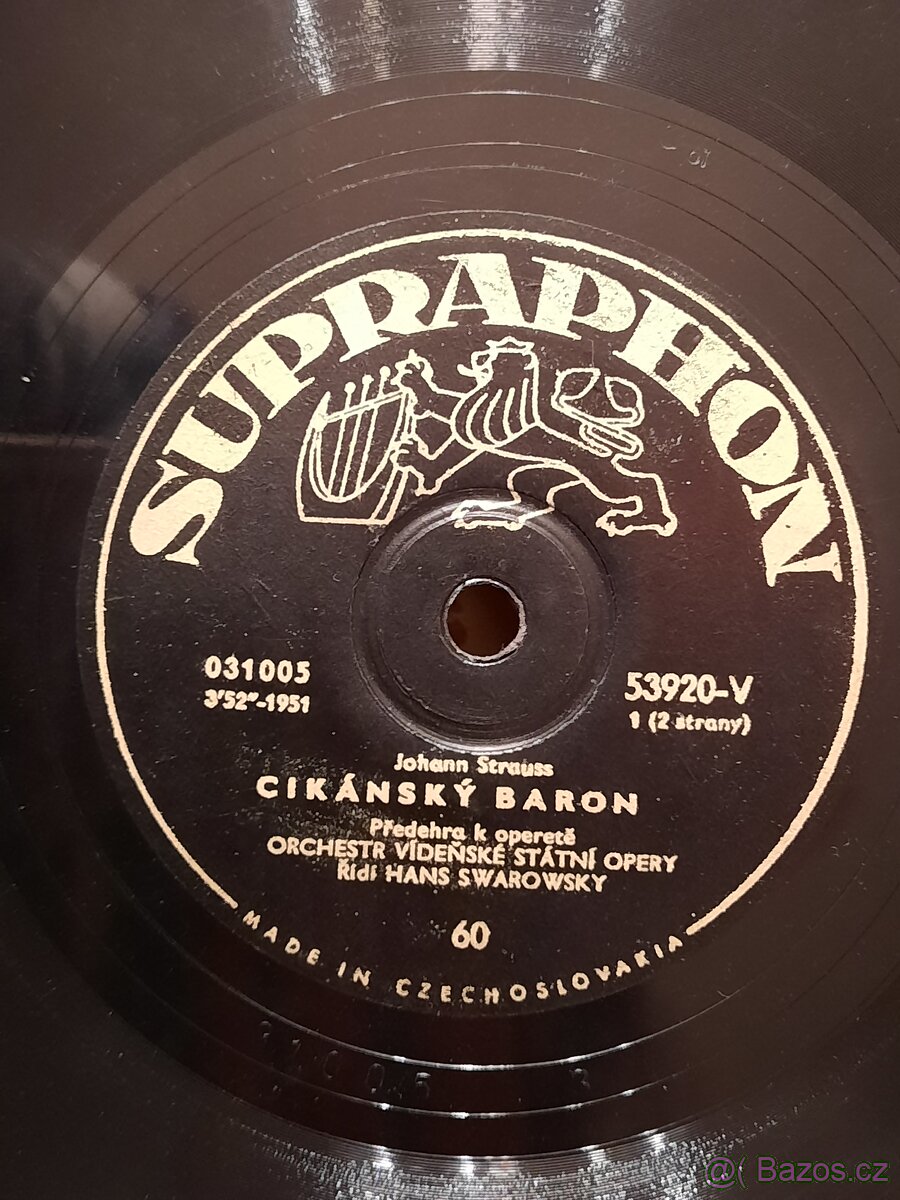 SUPRAPHON
031005
3'52"-1951
53920-V
1 (2 strany)
Johann Strauss
CIKÁNSKÝ BARON
Předehra k operetě
ORCHESTR VÍDEŇSKÉ STÁTNÍ OPERY
Řídí HANS SWAROWSKY
60
MADE IN CZECHOSLOVAKIA
@( Bazos.cz